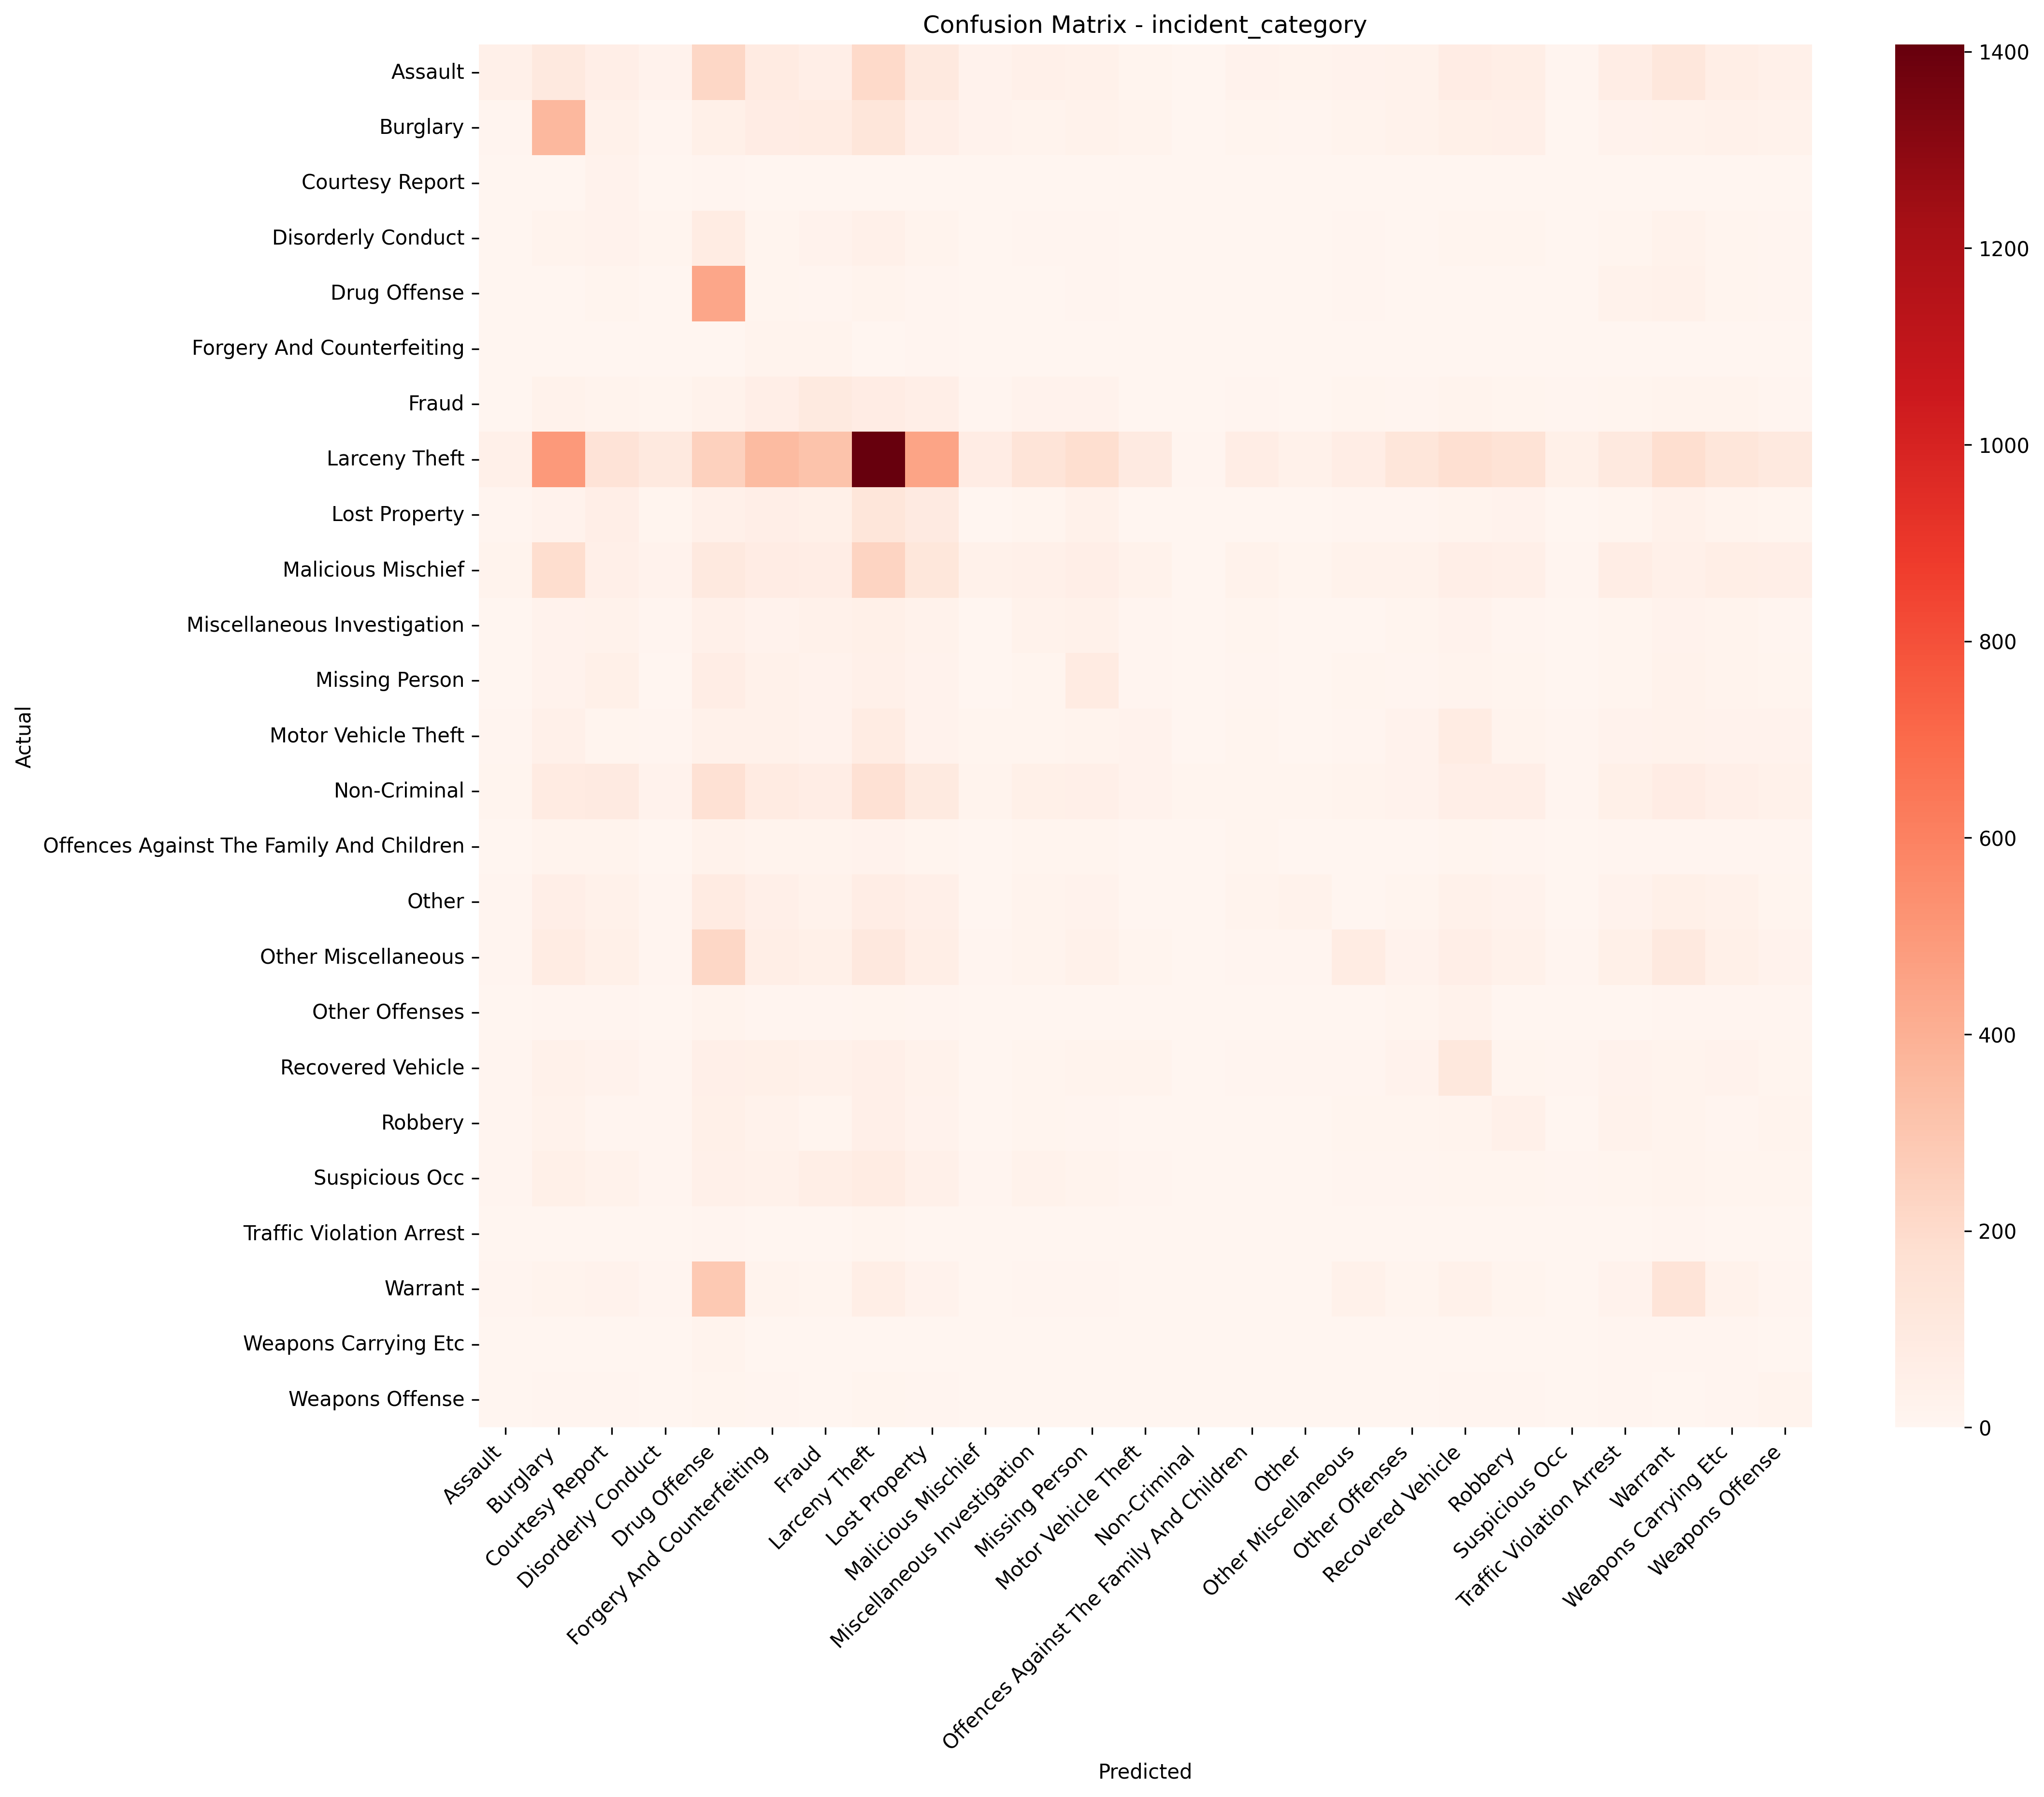 Confusion Matrix - incident_category
Actual
Assault
Burglary
Courtesy Report
Disorderly Conduct
Drug Offense
Forgery And Counterfeiting
Fraud
Larceny Theft
Lost Property
Malicious Mischief
Miscellaneous Investigation
Missing Person
Motor Vehicle Theft
Non-Criminal
Offences Against The Family And Children
Other
Other Miscellaneous
Other Offenses
Recovered Vehicle
Robbery
Suspicious Occ
Traffic Violation Arrest
Warrant
Weapons Carrying Etc
Weapons Offense
Assault
Burglary
Courtesy Report
Disorderly Conduct
Drug Offense
Forgery And Counterfeiting
Fraud
Larceny Theft
Lost Property
Malicious Mischief
Miscellaneous Investigation
Missing Person
Motor Vehicle Theft
Non-Criminal
Offences Against The Family And Children
Other
Other Miscellaneous
Other Offenses
Recovered Vehicle
Robbery
Suspicious Occ
Traffic Violation Arrest
Warrant
Weapons Carrying Etc
Weapons Offense
Predicted
1400
1200
1000
800
600
400
200
0